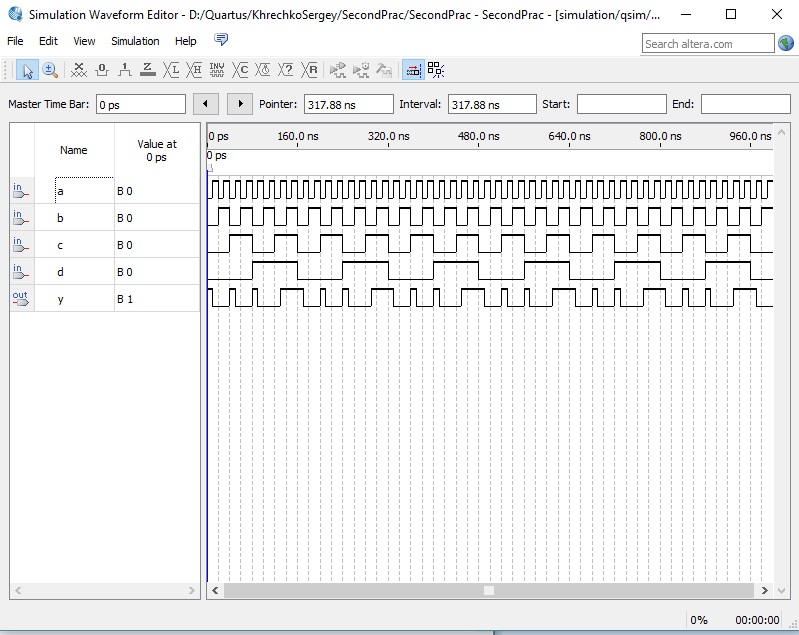 Simulation Waveform Editor - D:/Quartus/KhrechkoSergey/SecondPrac/SecondPrac - SecondPrac - [simulation/qsim/...
File Edit View Simulation Help
Search altera.com
Master Time Bar: 0 ps Pointer: 317.88 ns Interval: 317.88 ns Start: End:
Name Value at 0 ps
0 ps 160.0 ns 320.0 ns 480.0 ns 640.0 ns 800.0 ns 960.0 ns
0 ps
in a B 0
in b B 0
in c B 0
in d B 0
out y B 1
0% 00:00:00